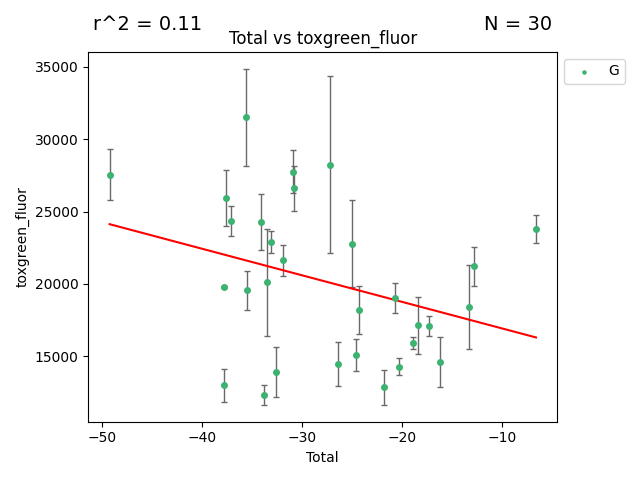 r^2 = 0.11
N = 30
Total vs toxgreen_fluor
G
35000
30000
25000
20000
15000
toxgreen_fluor
−50
−40
−30
−20
−10
Total